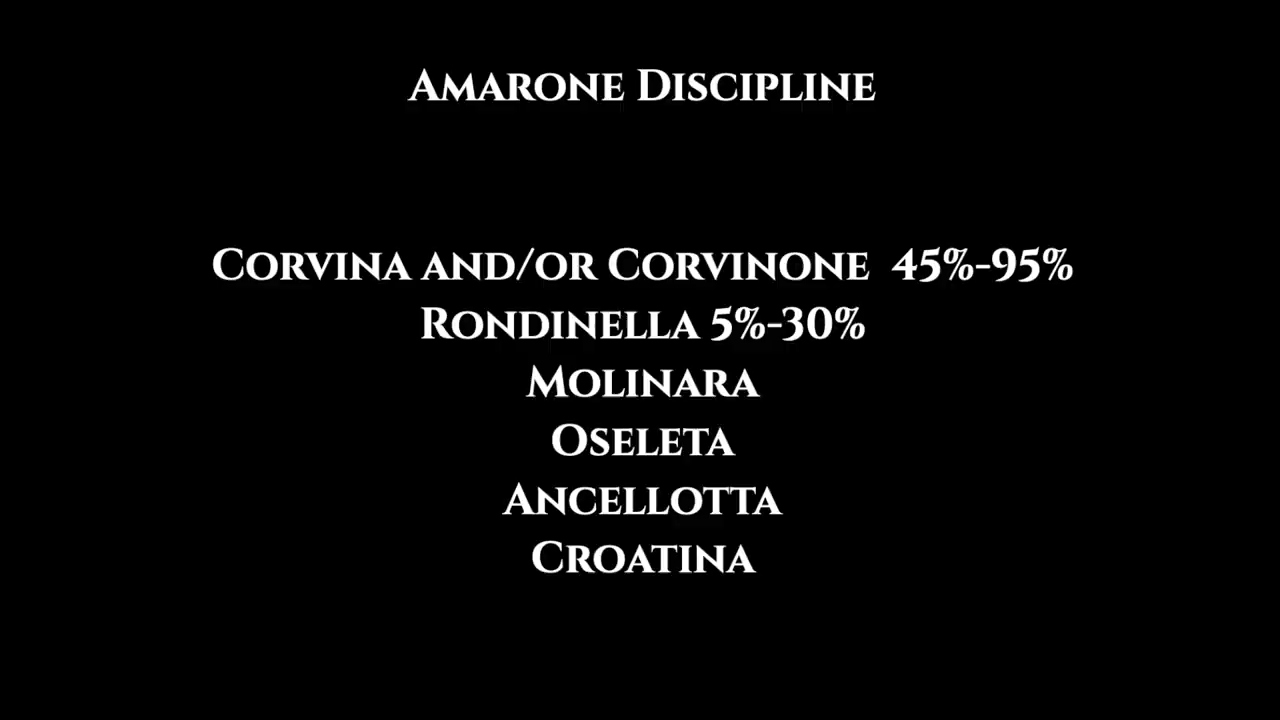 Amarone Discipline
Corvina and/or Corvinone 45%-95%
Rondinella 5%-30%
Molinara
Oseleta
Ancellotta
Croatina